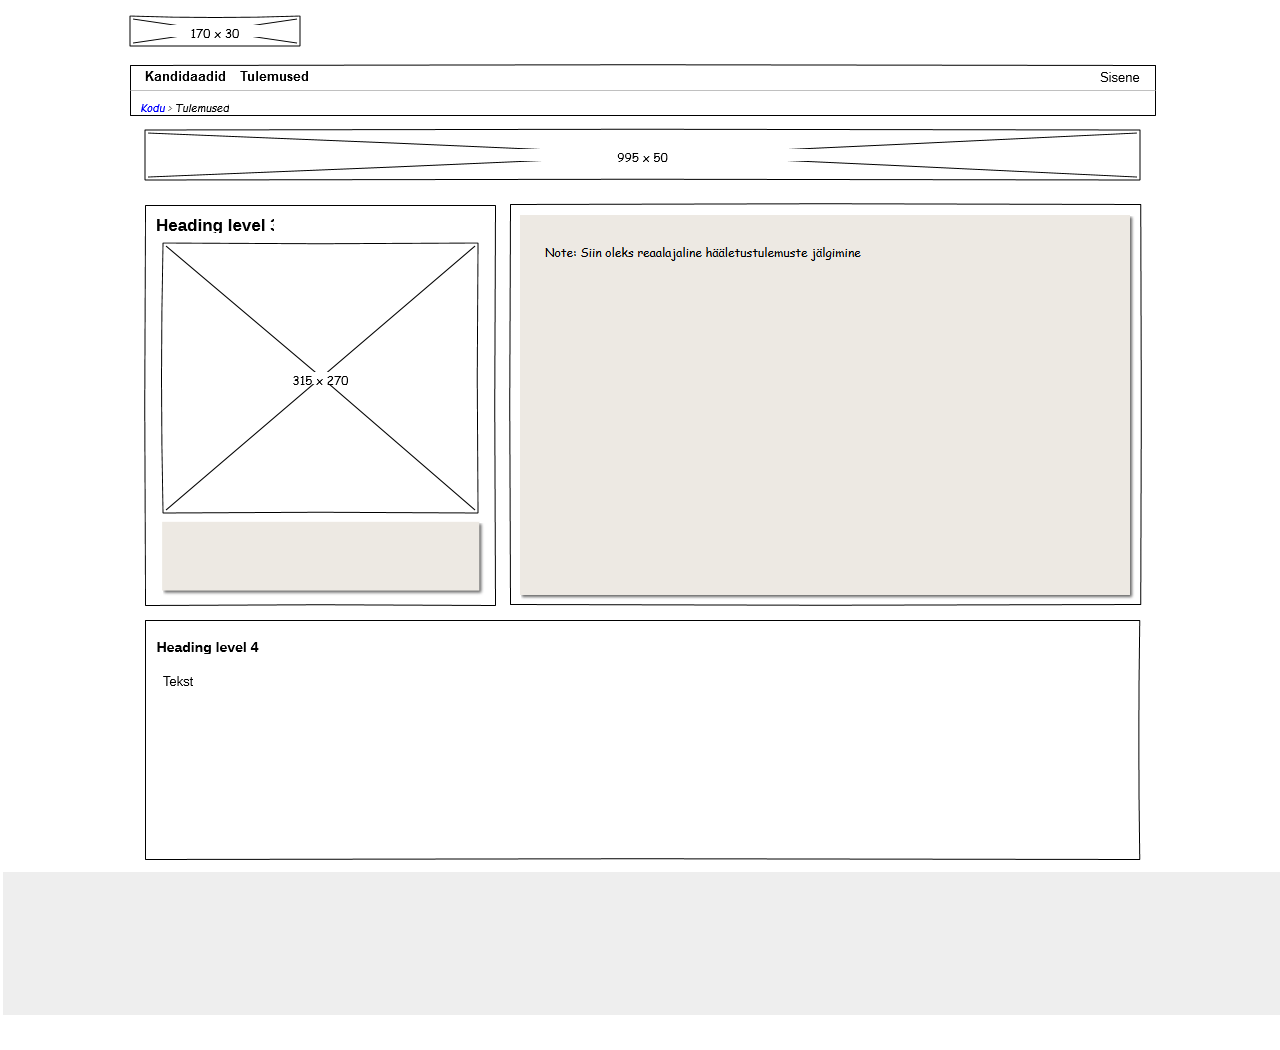 170 x 30
Kandidaadid Tulemused Sisene
Kodu > Tulemused
995 x 50
Heading level
Note: Siin oleks reaalajaline hääletustulemuste jälgimine
315 x 270
Heading level 4
Tekst